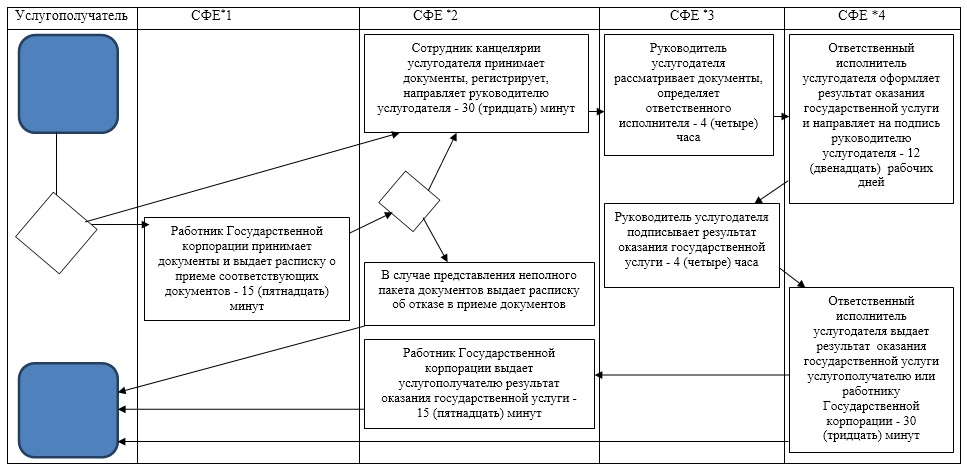 Услугополучатель
СФЕ*1
СФЕ *2
СФЕ *3
СФЕ *4
Сотрудник канцелярии
услугодателя принимает
документы, регистрирует,
направляет руководителю
услугодателя - 30 (тридцать) минут
Руководитель
услугодателя
рассматривает документы,
определяет
ответственного
исполнителя - 4 (четыре)
часа
Ответственный
исполнитель
услугодателя оформляет
результат оказания
государственной услуги
и направляет на подпись
руководителю
услугодателя - 12
(двенадцать) рабочих
дней
Работник Государственной
корпорации принимает
документы и выдает расписку о
приеме соответствующих
документов - 15 (пятнадцать)
минут
В случае представления неполного
пакета документов выдает расписку
об отказе в приеме документов
Руководитель услугодателя
подписывает результат
оказания государственной
услуги - 4 (четыре) часа
Работник Государственной
корпорации выдает
услугополучателю результат
оказания государственной услуги -
15 (пятнадцать) минут
Ответственный
исполнитель
услугодателя выдает
результат оказания
государственной услуги
услугополучателю или
работнику
Государственной
корпорации - 30
(тридцать) минут